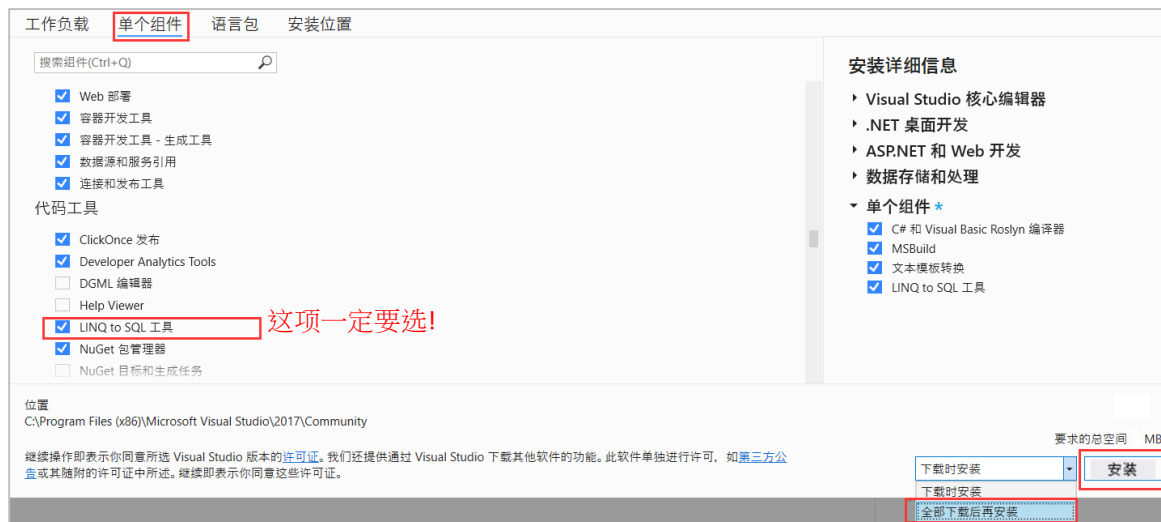 工作负载 单个组件 语言包 安装位置
搜索组件(Ctrl+Q)
Web 部署
容器开发工具
容器开发工具 - 生成工具
数据源和服务引用
连接和发布工具
代码工具
ClickOnce 发布
Developer Analytics Tools
DGML 编辑器
Help Viewer
LINQ to SQL 工具
这项一定要选!
NuGet 包管理器
NuGet 目标和生成任务
安装详细信息
Visual Studio 核心编辑器
.NET 桌面开发
ASP.NET 和 Web 开发
数据存储和处理
单个组件 *
C# 和 Visual Basic Roslyn 编译器
MSBuild
文本模板转换
LINQ to SQL 工具
位置
C:\Program Files (x86)\Microsoft Visual Studio\2017\Community
要求的总空间 MB
继续操作即表示你同意所选 Visual Studio 版本的许可证。我们还提供通过 Visual Studio 下载其他软件的功能。此软件单独进行许可，如第三方公
告或其随附的许可证中所述。继续即表示你同意这些许可证。
下载时安装
安装
下载时安装
全部下载后再安装